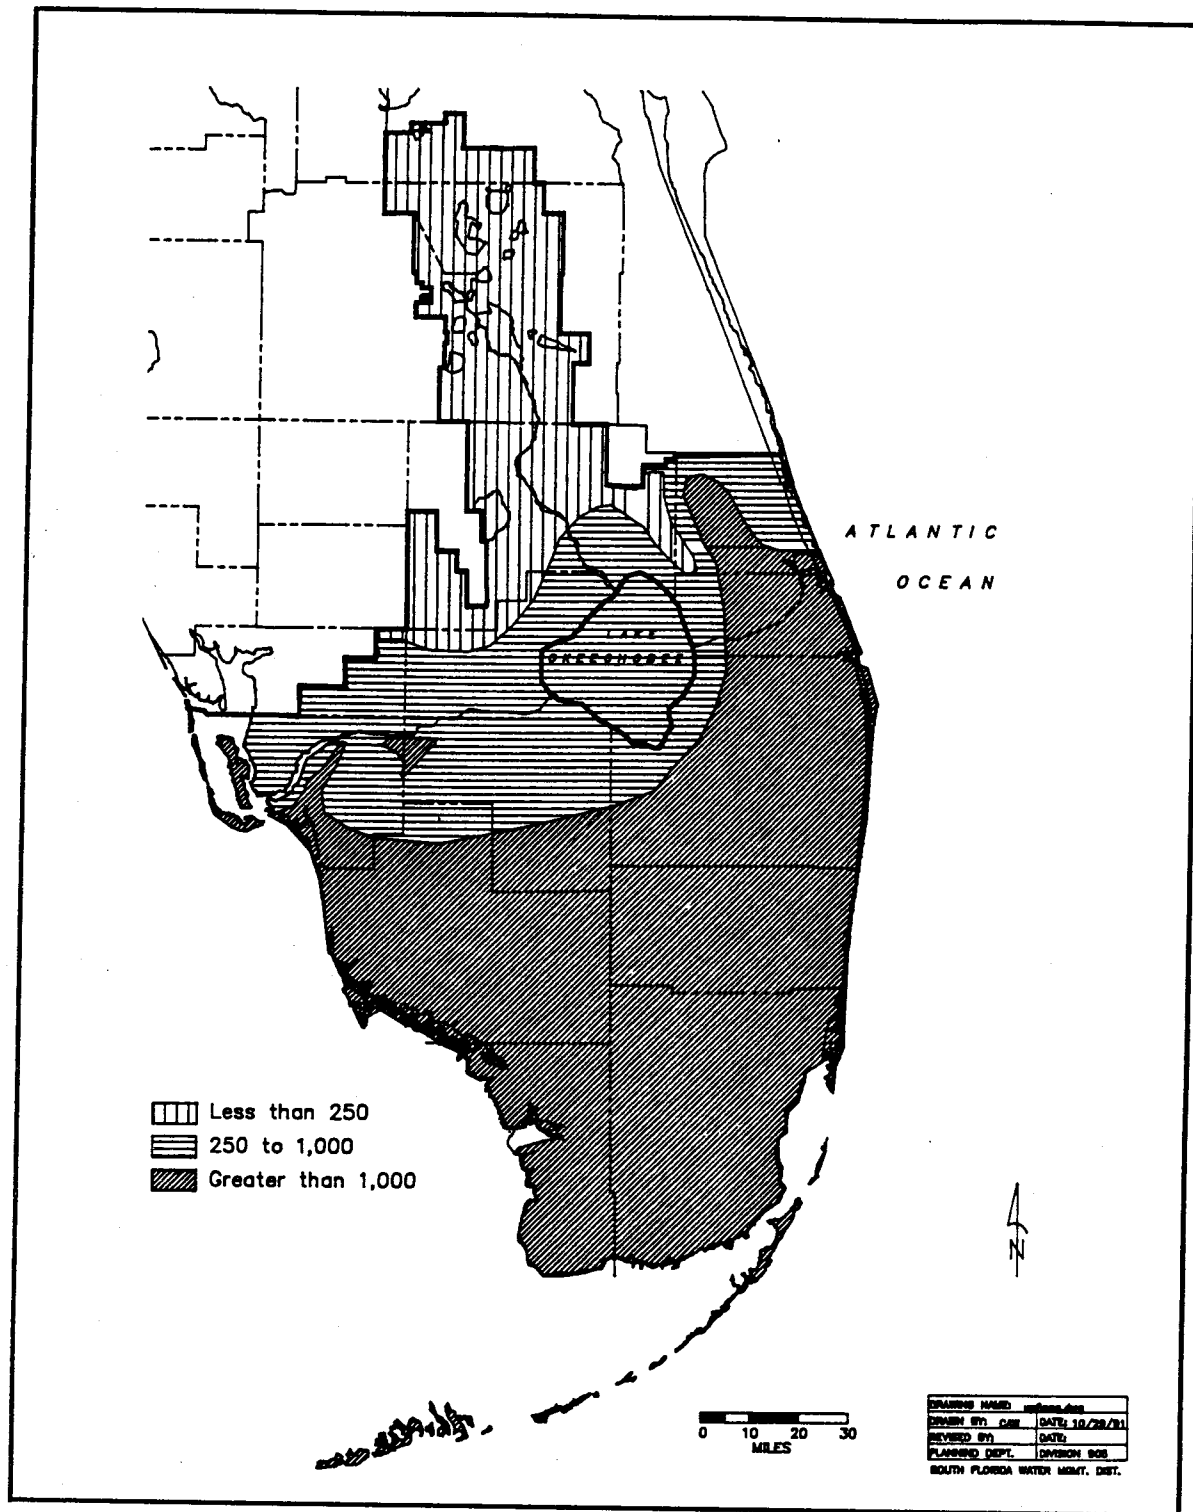 ATLANTIC
OCEAN
LAKE
OKEECHOBEE
Less than 250
250 to 1,000
Greater than 1,000
N
0 10 20 30
MILES
DRAWING NAME:
DRAWN BY: CAW DATE: 10/29/91
REVISED BY: DATE:
PLANNING DEPT. DIVISION 905
SOUTH FLORIDA WATER MGMT. DIST.